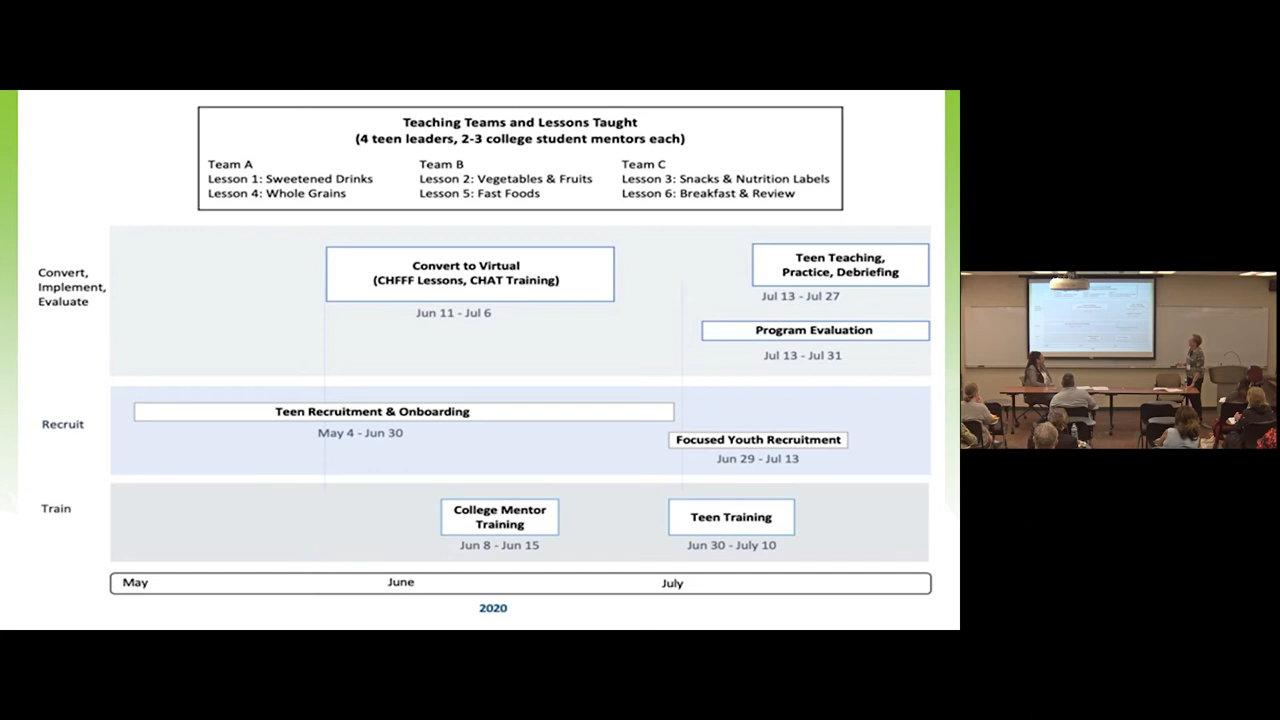 Teaching Teams and Lessons Taught
(4 teen leaders, 2-3 college student mentors each)
Team A
Lesson 1: Sweetened Drinks
Lesson 4: Whole Grains
Team B
Lesson 2: Vegetables & Fruits
Lesson 5: Fast Foods
Team C
Lesson 3: Snacks & Nutrition Labels
Lesson 6: Breakfast & Review
Convert,
Implement,
Evaluate
Convert to Virtual
(CHFFF Lessons, CHAT Training)
Jun 11 - Jul 6
Teen Teaching,
Practice, Debriefing
Jul 13 - Jul 27
Program Evaluation
Jul 13 - Jul 31
Recruit
Teen Recruitment & Onboarding
May 4 - Jun 30
Focused Youth Recruitment
Jun 29 - Jul 13
Train
College Mentor
Training
Jun 8 - Jun 15
Teen Training
Jun 30 - July 10
May
June
July
2020